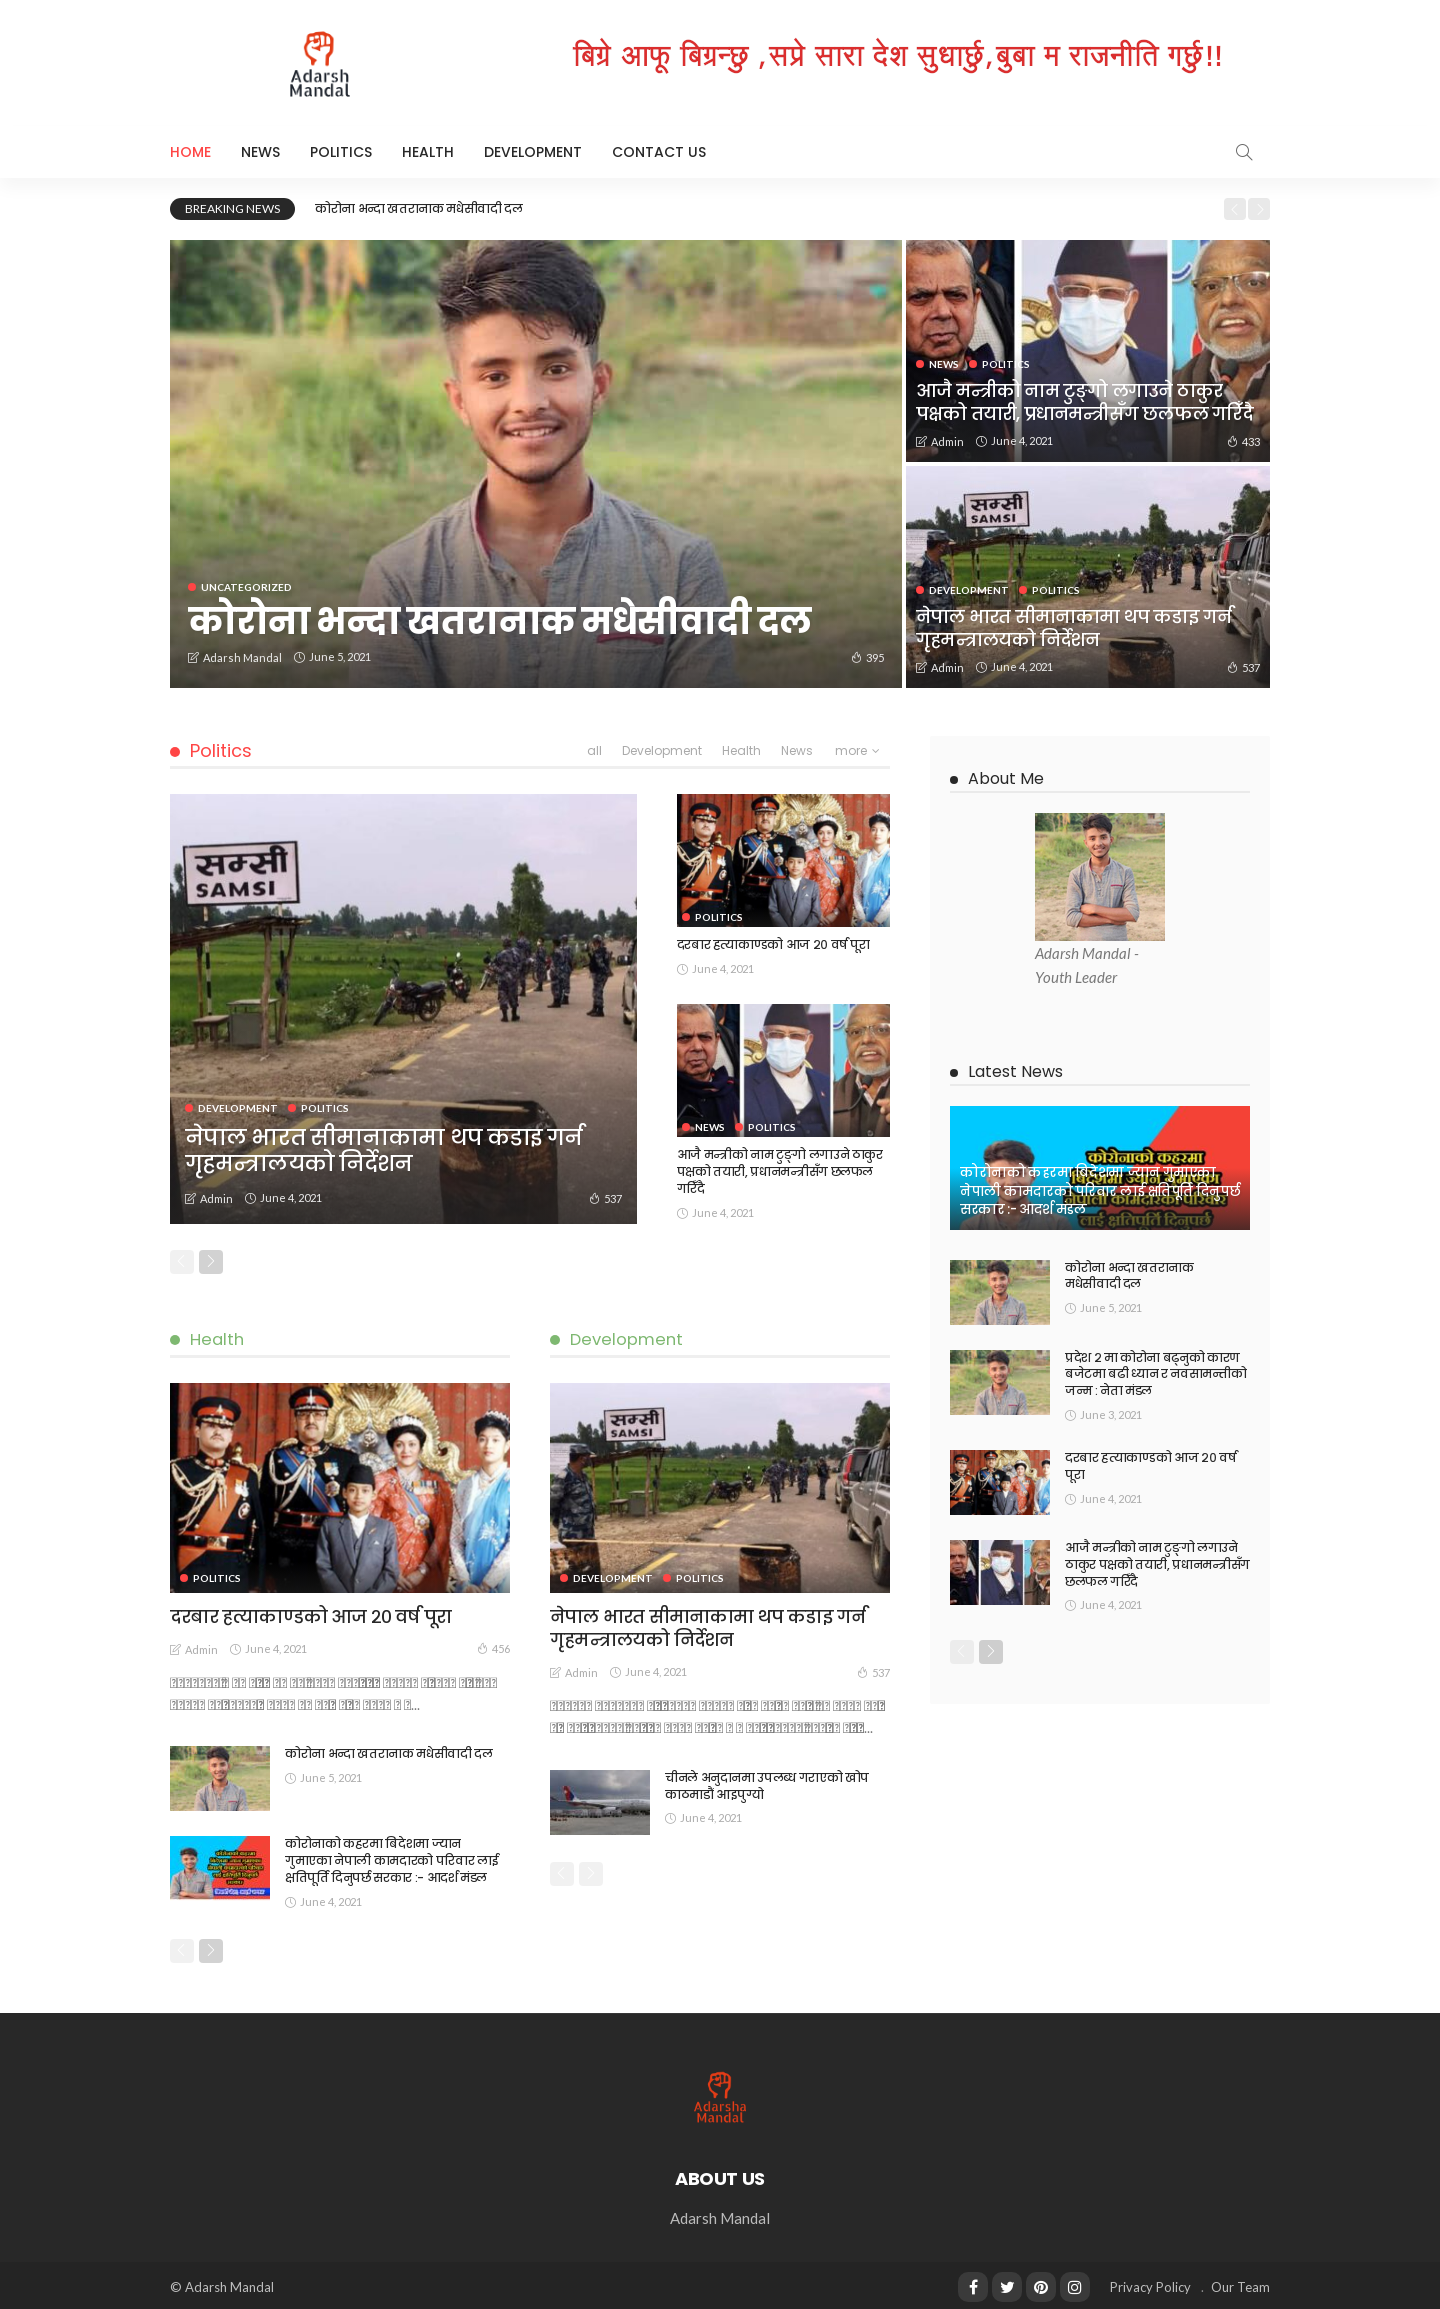 Adarsh
Mandal
बिग्रे आफू बिग्रन्छु ,सप्रे सारा देश सुधार्छु,बुबा म राजनीति गर्छु!!
HOME NEWS POLITICS HEALTH DEVELOPMENT CONTACT US
BREAKING NEWS कोरोना भन्दा खतरानाक मधेसीवादी दल
UNCATEGORIZED
कोरोना भन्दा खतरानाक मधेसीवादी दल
Adarsh Mandal June 5, 2021 395
NEWS POLITICS
आजै मन्त्रीको नाम टुङ्गो लगाउने ठाकुर
पक्षको तयारी, प्रधानमन्त्रीसँग छलफल गरिँदै
Admin June 4, 2021 433
सम्सी
SAMSI
DEVELOPMENT POLITICS
नेपाल भारत सीमानाकामा थप कडाइ गर्न
गृहमन्त्रालयको निर्देशन
Admin June 4, 2021 537
Politics all Development Health News more
सम्सी
SAMSI
DEVELOPMENT POLITICS
नेपाल भारत सीमानाकामा थप कडाइ गर्न
गृहमन्त्रालयको निर्देशन
Admin June 4, 2021 537
POLITICS
दरबार हत्याकाण्डको आज २० वर्ष पूरा
June 4, 2021
NEWS POLITICS
आजै मन्त्रीको नाम टुङ्गो लगाउने ठाकुर
पक्षको तयारी, प्रधानमन्त्रीसँग छलफल
गरिँदै
June 4, 2021
About Me
Adarsh Mandal -
Youth Leader
Latest News
कोरोनाको कहरमा बिदेशमा ज्यान गुमाएका
नेपाली कामदारको परिवार लाई क्षतिपूर्ति दिनुपर्छ
सरकार :- आदर्श मंडल
कोरोना भन्दा खतरानाक
मधेसीवादी दल
June 5, 2021
प्रदेश २ मा कोरोना बढ्नुको कारण
बजेटमा बढी ध्यान र नवसामन्तीको
जन्म : नेता मंडल
June 3, 2021
दरबार हत्याकाण्डको आज २० वर्ष
पूरा
June 4, 2021
आजै मन्त्रीको नाम टुङ्गो लगाउने
ठाकुर पक्षको तयारी, प्रधानमन्त्रीसँग
छलफल गरिँदै
June 4, 2021
Health
POLITICS
दरबार हत्याकाण्डको आज २० वर्ष पूरा
Admin June 4, 2021 456
कोरोना भन्दा खतरानाक मधेसीवादी दल
June 5, 2021
कोरोनाको कहरमा बिदेशमा ज्यान
गुमाएका नेपाली कामदारको परिवार लाई
क्षतिपूर्ति दिनुपर्छ सरकार :- आदर्श मंडल
June 4, 2021
Development
सम्सी
SAMSI
DEVELOPMENT POLITICS
नेपाल भारत सीमानाकामा थप कडाइ गर्न
गृहमन्त्रालयको निर्देशन
Admin June 4, 2021 537
चीनले अनुदानमा उपलब्ध गराएको खोप
काठमाडौं आइपुग्यो
June 4, 2021
Adarsha
Mandal
ABOUT US
Adarsh Mandal
© Adarsh Mandal Privacy Policy . Our Team